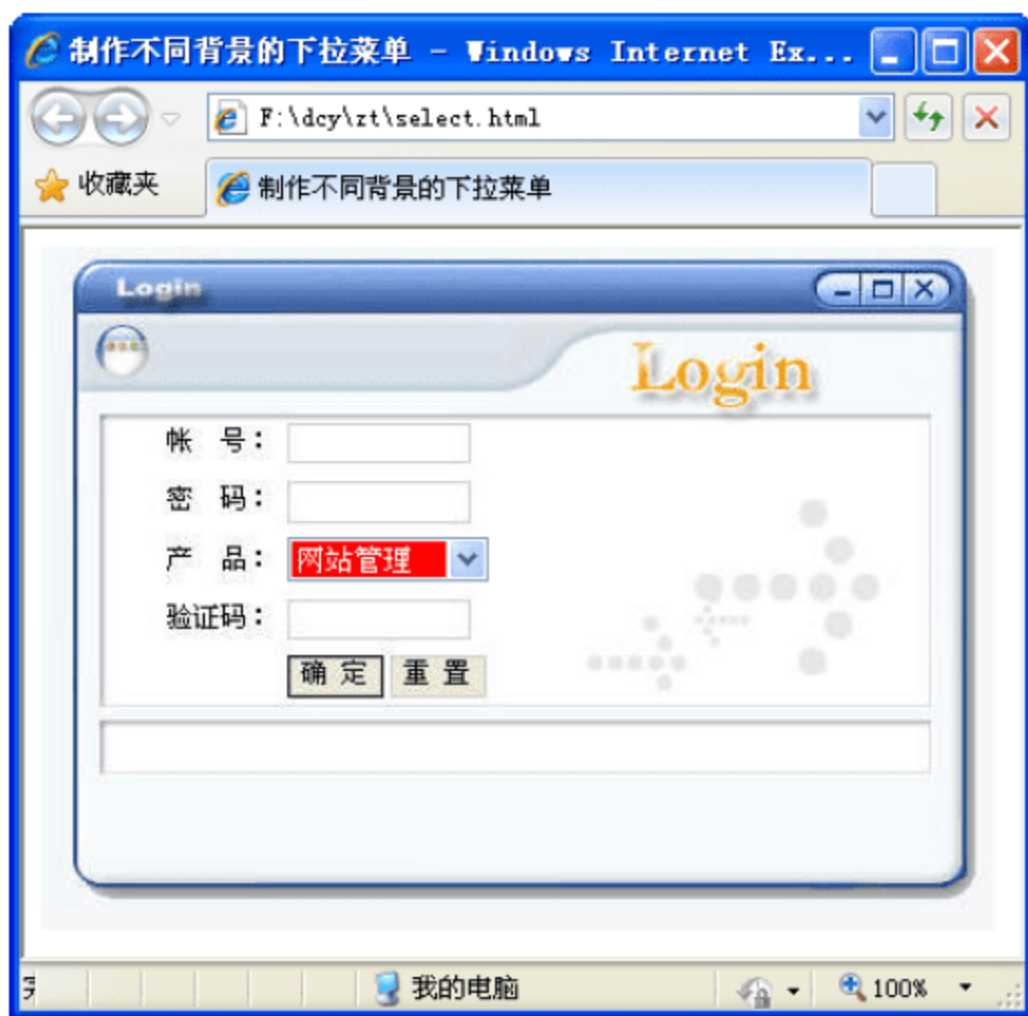 制作不同背景的下拉菜单 - Windows Internet Ex...
F:\dcy\zt\select.html
收藏夹 制作不同背景的下拉菜单
Login
Login
帐 号：
密 码：
产 品： 网站管理
验证码：
确 定 重 置
我的电脑 100%